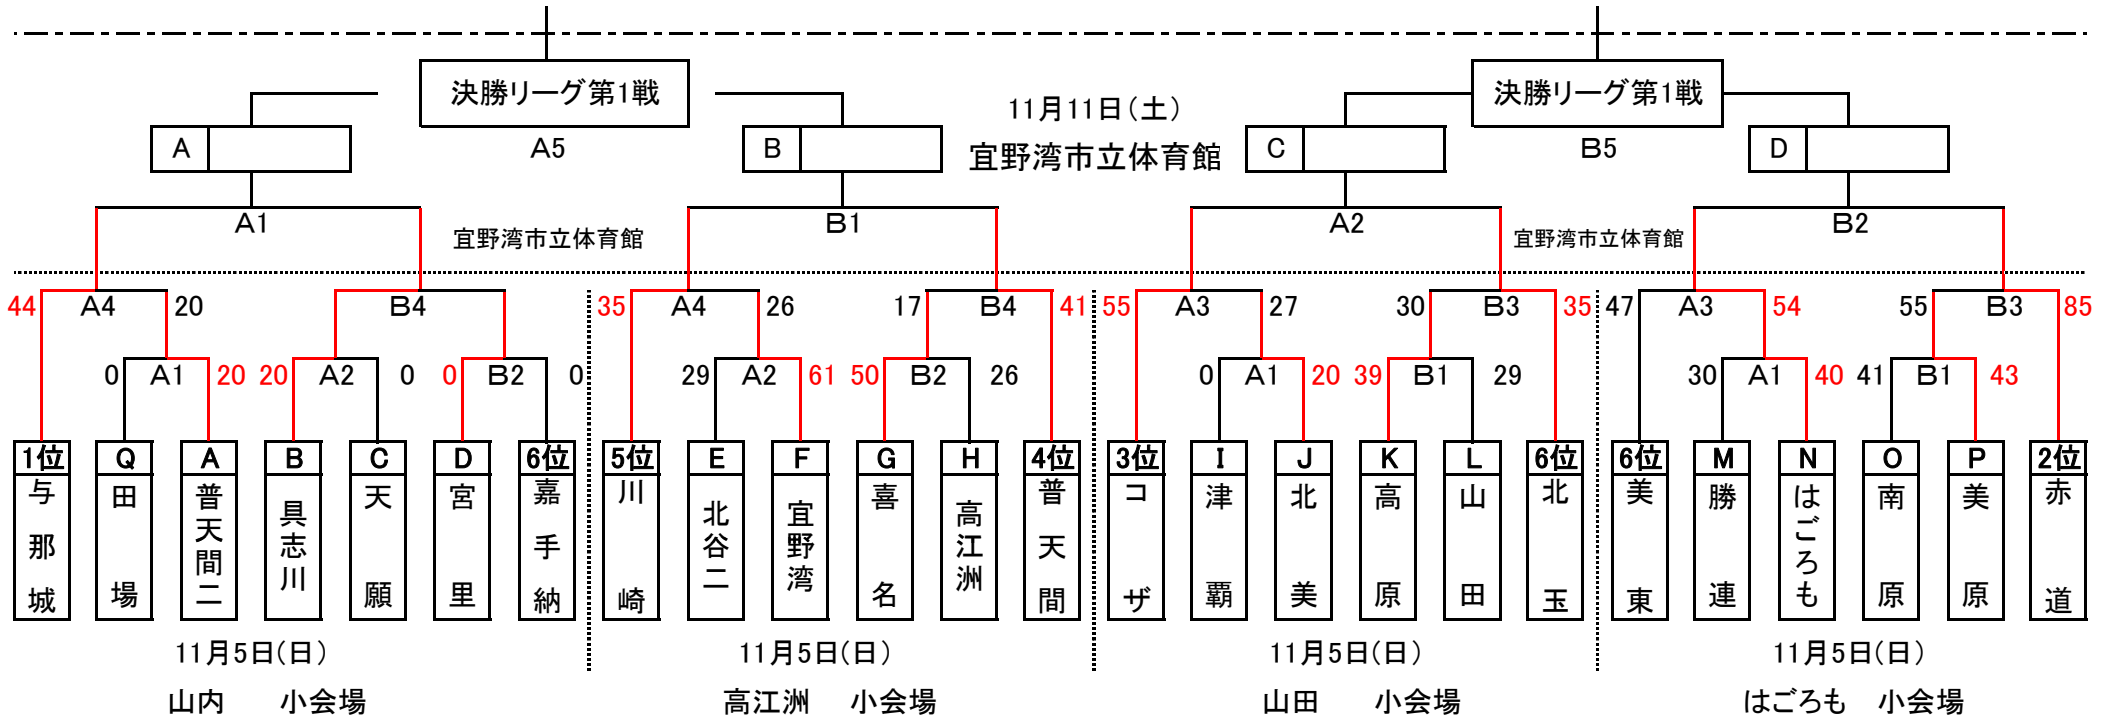 決勝リーグ第1戦
決勝リーグ第1戦
11月11日(土)
A
A5
B
宜野湾市立体育館
C
B5
D
A1
B1
A2
B2
宜野湾市立体育館
宜野湾市立体育館
44 A4 20 B4 35 A4 26 17 B4 41 55 A3 27 30 B3 35 47 A3 54 55 B3 85
0 A1 20 20 A2 0 0 B2 0 29 A2 61 50 B2 26 0 A1 20 39 B1 29 30 A1 40 41 B1 43
1位 Q A B C D 6位 5位 E F G H 4位 3位 I J K L 6位 6位 M N O P 2位
与那城
田場
普天間二
具志川
天願
宮里
嘉手納
川崎
北谷二
宜野湾
喜名
高江洲
普天間
コザ
津覇
北美
高原
山田
北玉
美東
勝連
はごろも
南原
美原
赤道
11月5日(日)
11月5日(日)
11月5日(日)
11月5日(日)
山内 小会場
高江洲 小会場
山田 小会場
はごろも 小会場